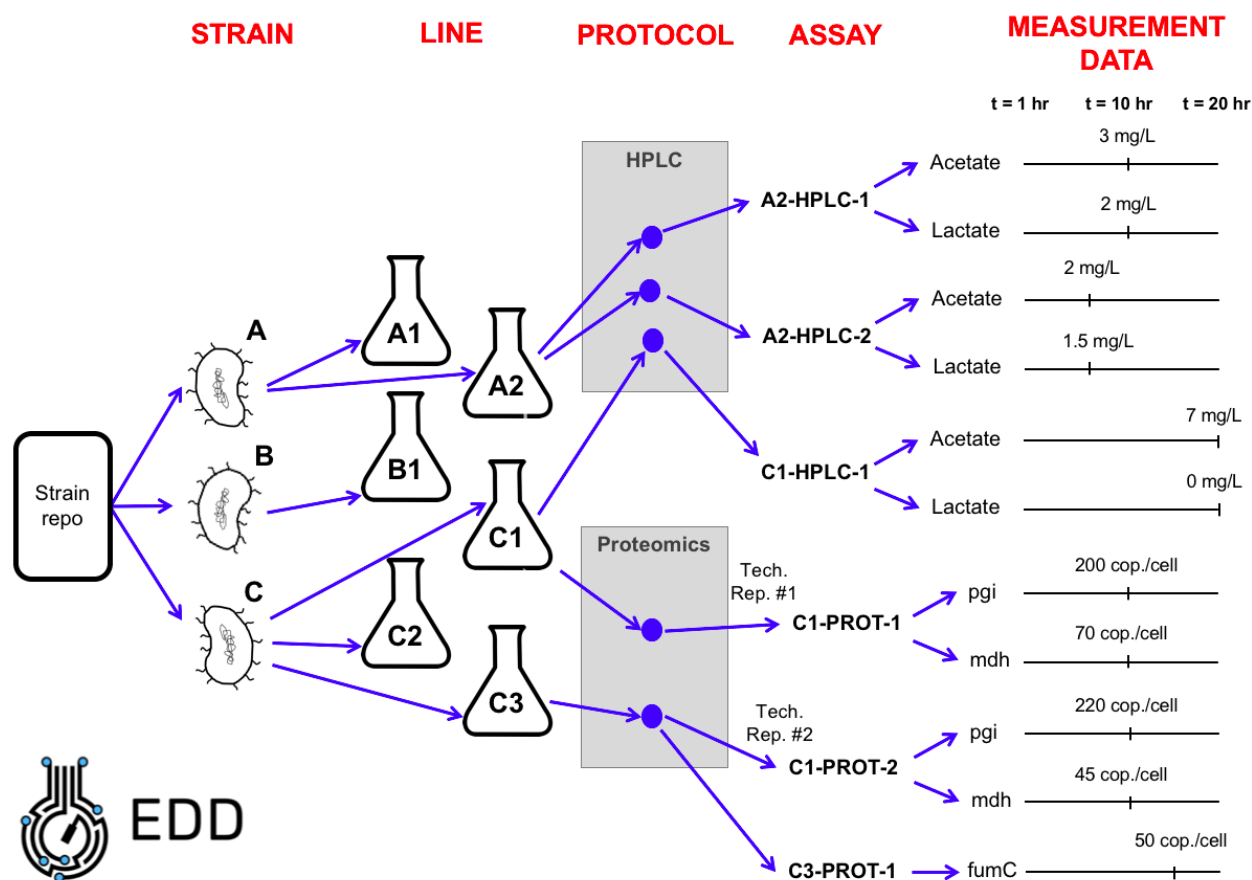 STRAIN
LINE
PROTOCOL
ASSAY
MEASUREMENT
DATA
t = 1 hr
t = 10 hr
t = 20 hr
HPLC
3 mg/L
Acetate
A2-HPLC-1
2 mg/L
Lactate
2 mg/L
Acetate
A2-HPLC-2
1.5 mg/L
Lactate
A
A1
A2
B
B1
7 mg/L
Acetate
C1-HPLC-1
0 mg/L
Lactate
Strain
repo
C1
Proteomics
C
C2
C3
Tech.
Rep. #1
C1-PROT-1
200 cop./cell
pgi
70 cop./cell
mdh
Tech.
Rep. #2
C1-PROT-2
220 cop./cell
pgi
45 cop./cell
mdh
C3-PROT-1
50 cop./cell
fumC
EDD